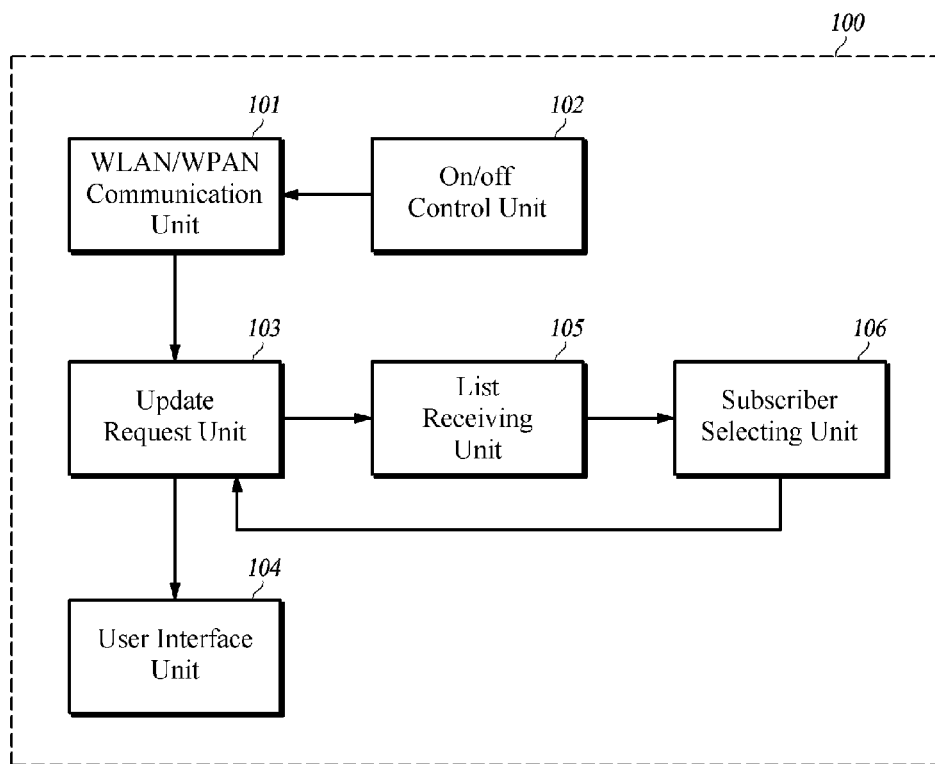 100
101
102
WLAN/WPAN
Communication
Unit
On/off
Control Unit
103
105
106
Update
Request Unit
List
Receiving
Unit
Subscriber
Selecting Unit
104
User Interface
Unit